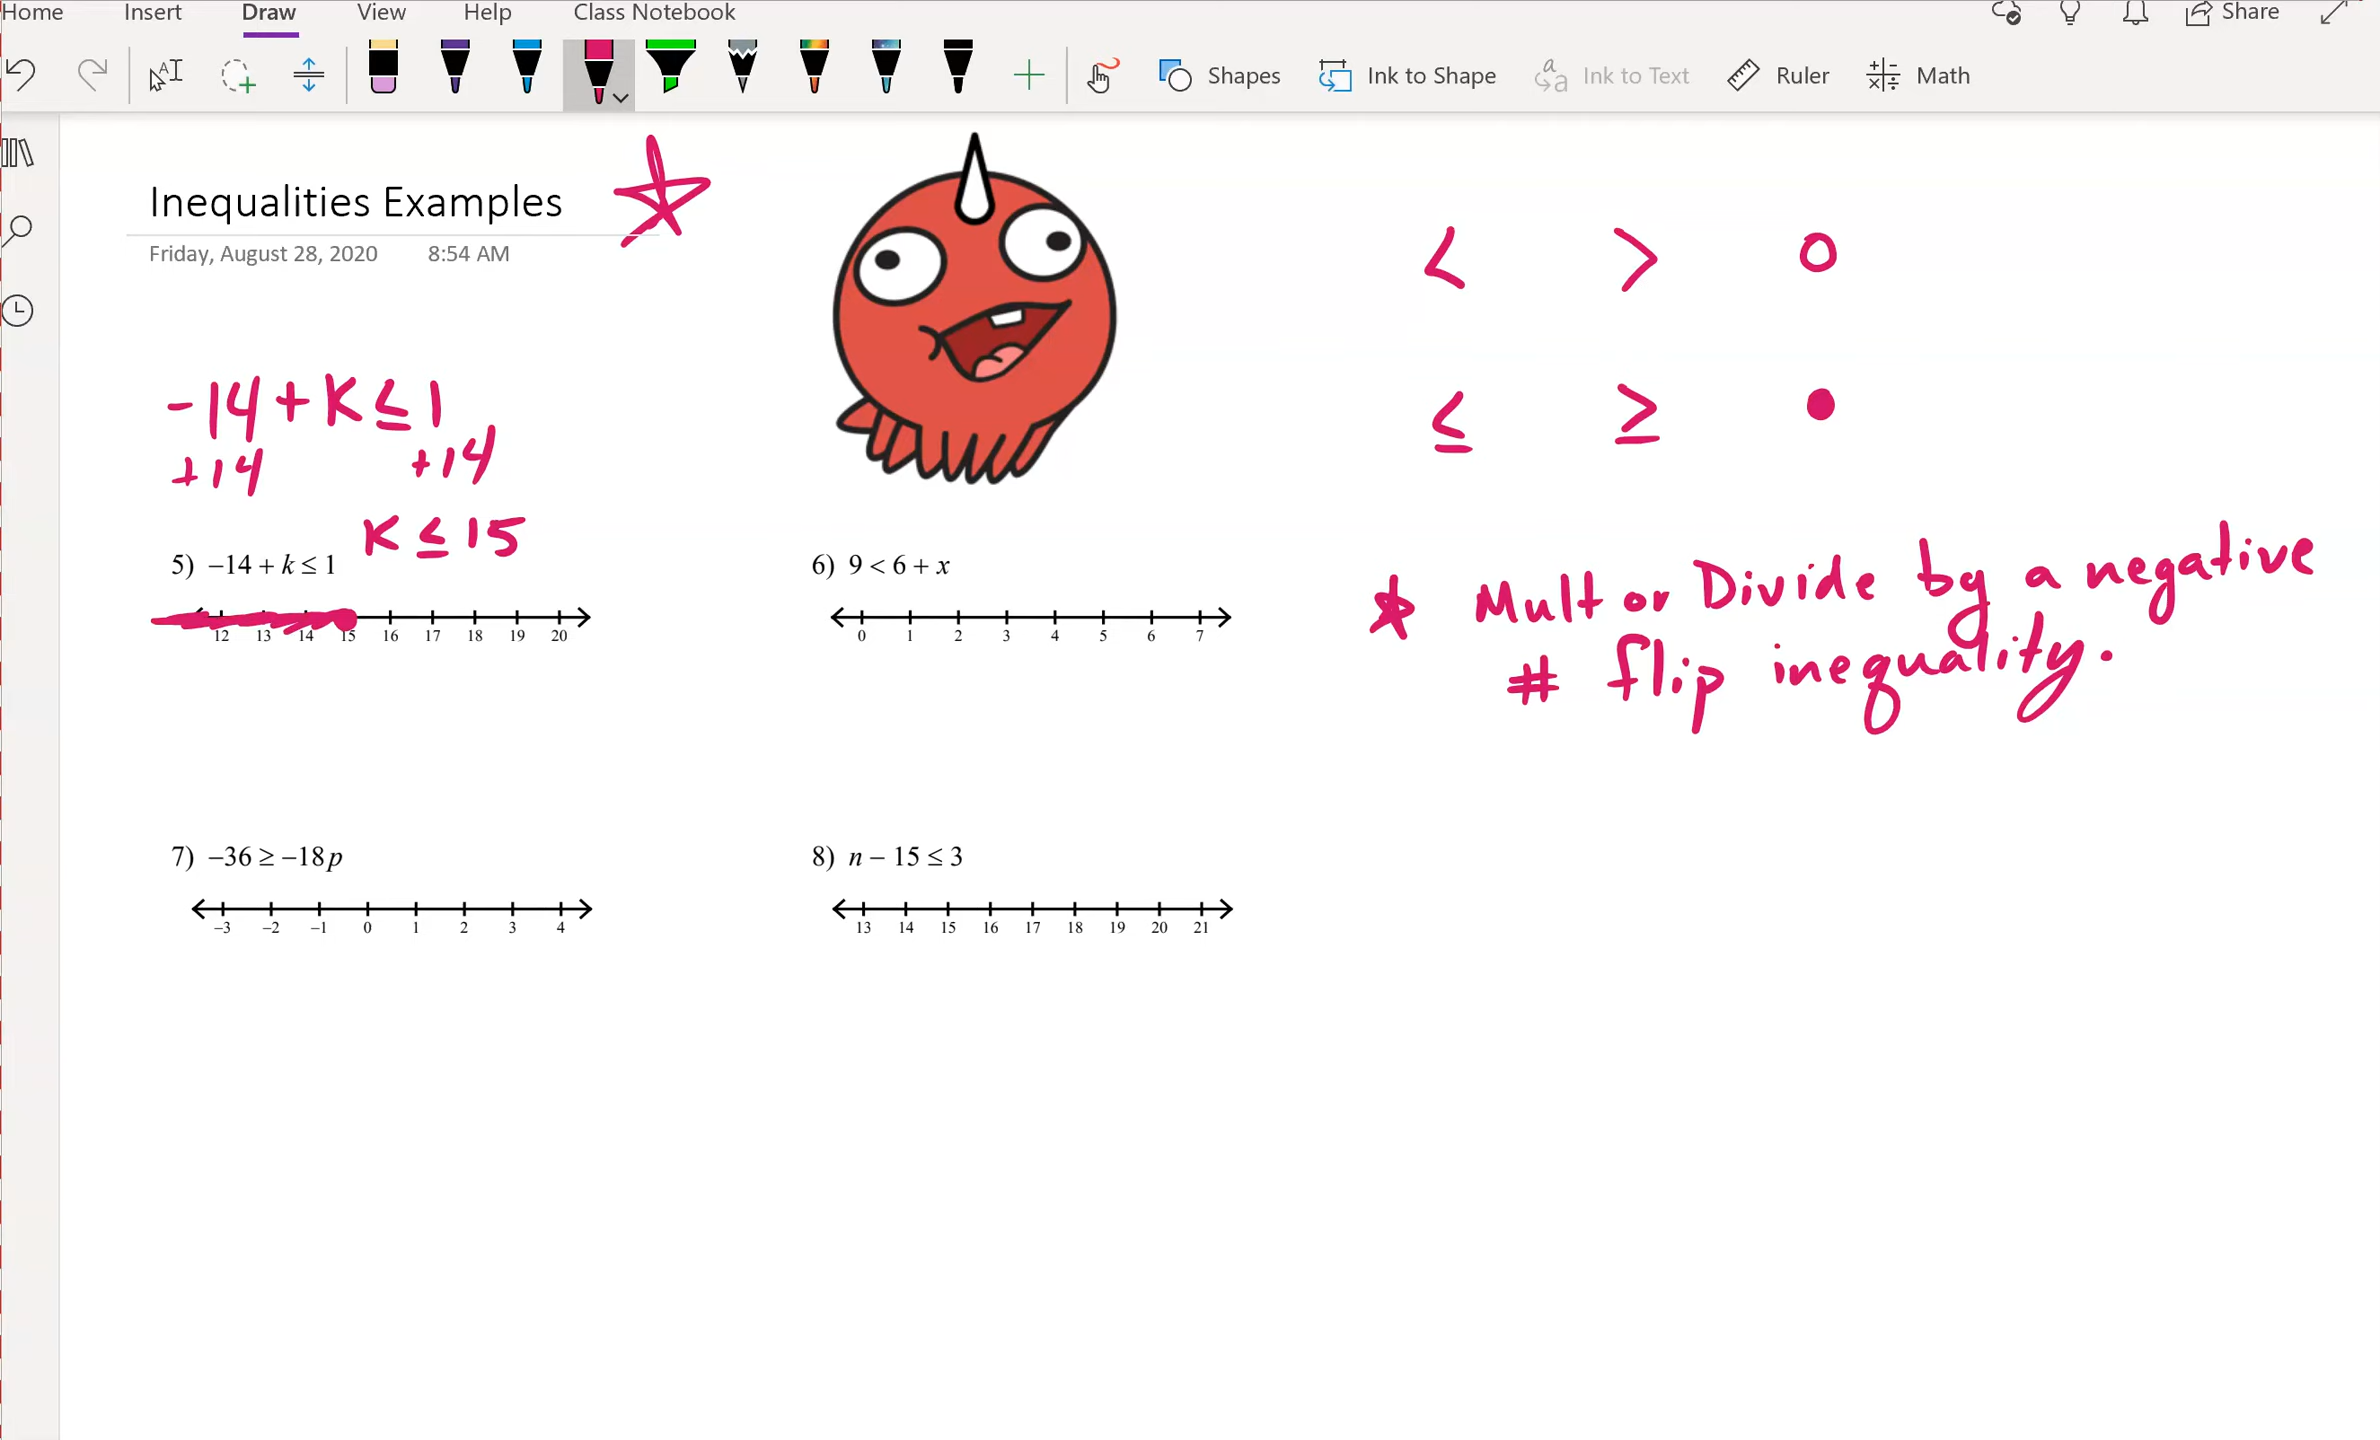 Home Insert Draw View Help Class Notebook Share
Shapes Ink to Shape Ink to Text Ruler Math
Inequalities Examples
Friday, August 28, 2020 8:54 AM
< > o
-14+K≤1
+14 +14
≤ ≥ •
K≤15
5) −14 + k ≤ 1
12 13 14 15 16 17 18 19 20
6) 9 < 6 + x
0 1 2 3 4 5 6 7
* Mult or Divide by a negative
# flip inequality.
7) −36 ≥ −18p
−3 −2 −1 0 1 2 3 4
8) n − 15 ≤ 3
13 14 15 16 17 18 19 20 21